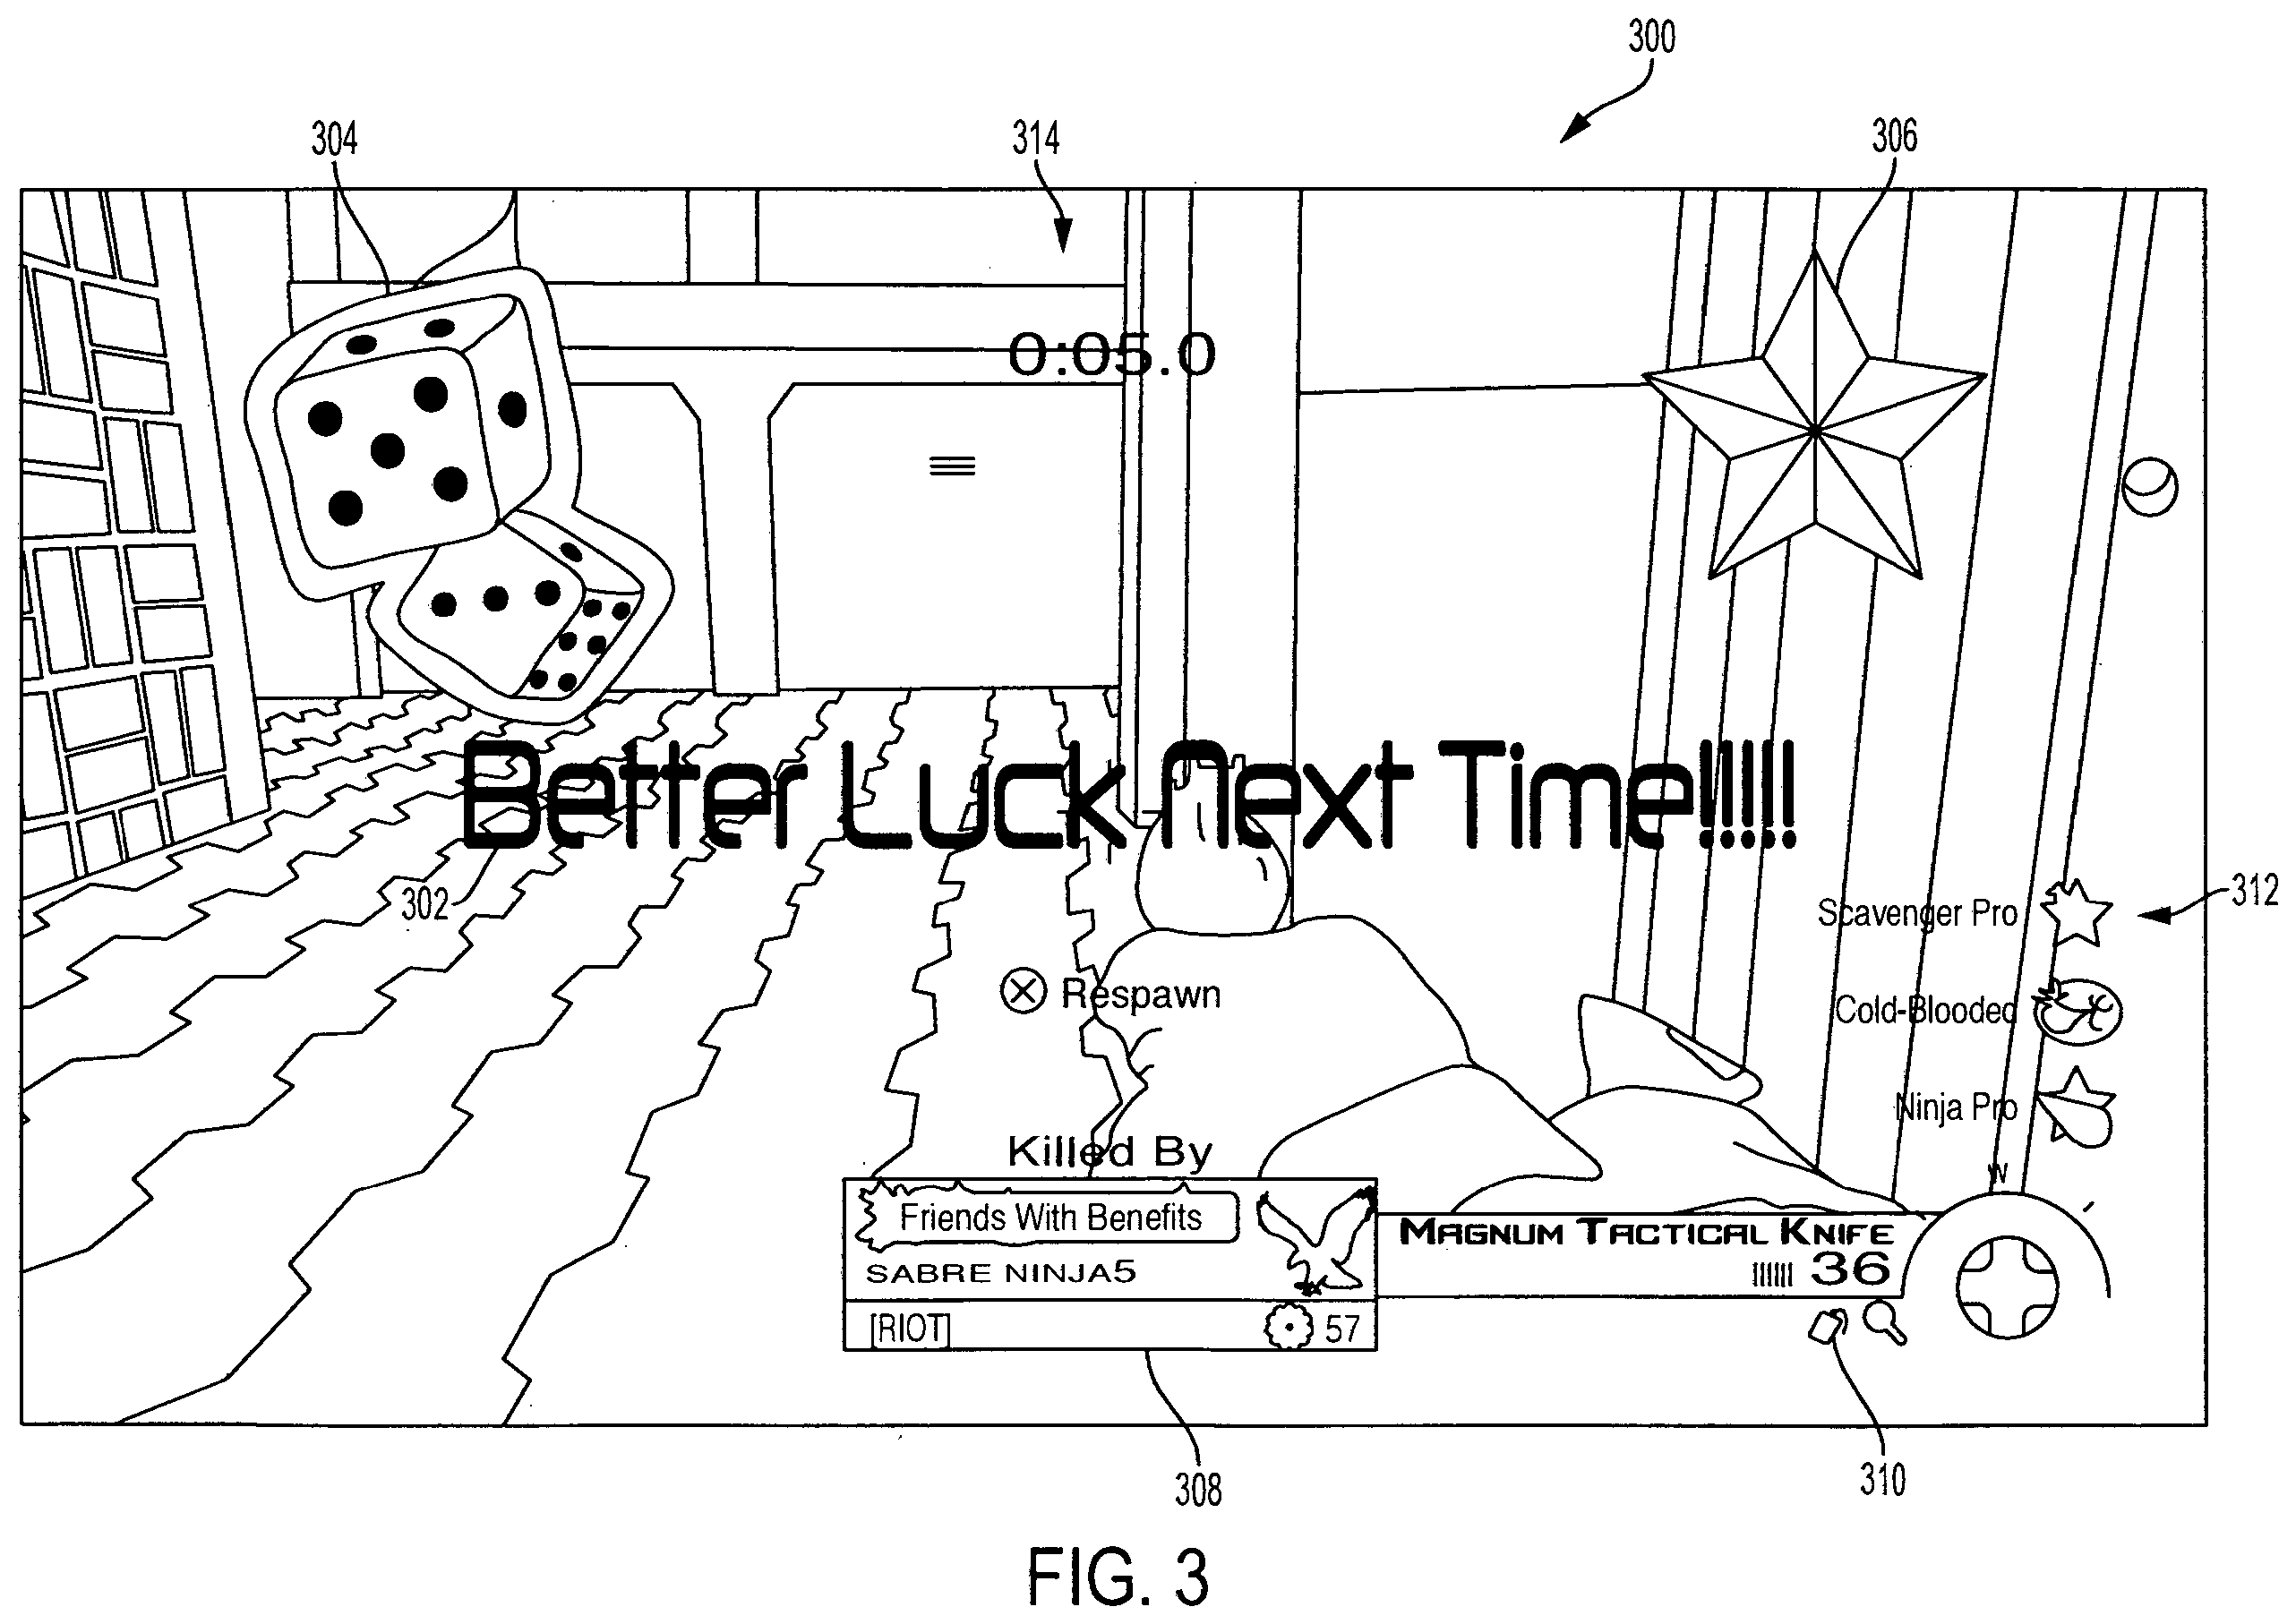 300
304
314
306
0:05.0
Better Luck Next Time!!!!!
302
312
Scavenger Pro
Respawn
Cold-Blooded
Ninja Pro
Killed By
W
Friends With Benefits
MAGNUM TACTICAL KNIFE
SABRE NINJA5
36
[RIOT]
57
308
310
FIG. 3